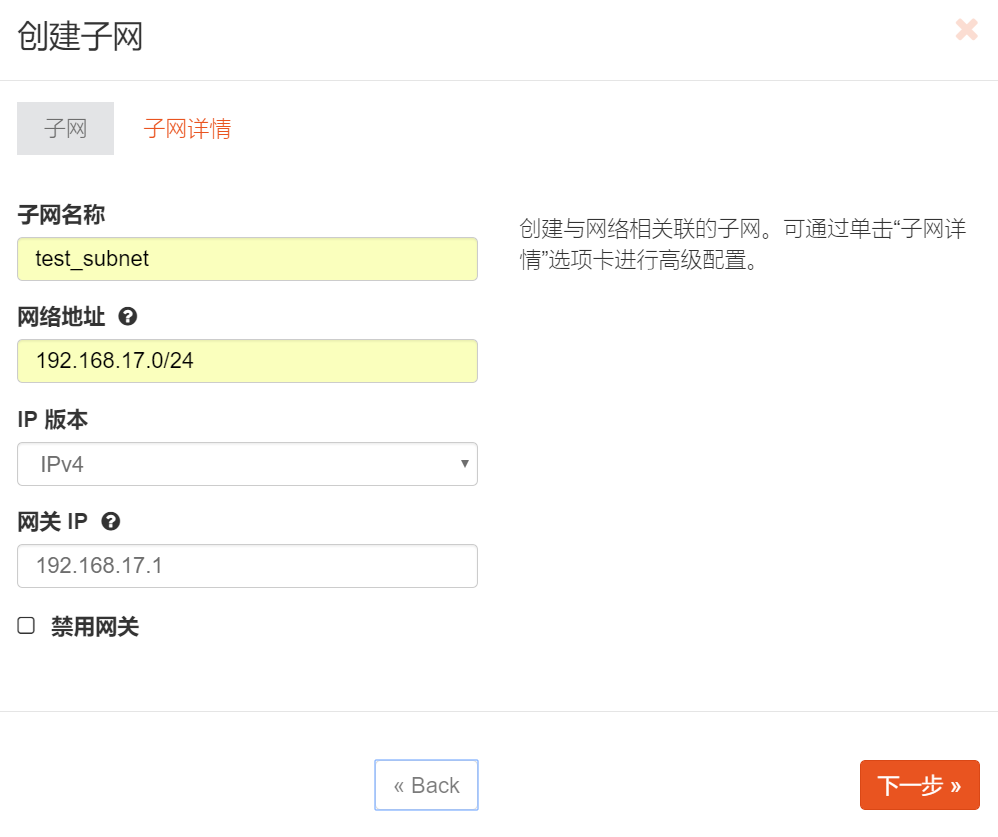 创建子网
子网
子网详情
子网名称
test_subnet
创建与网络相关联的子网。可通过单击“子网详
情”选项卡进行高级配置。
网络地址
192.168.17.0/24
IP 版本
IPv4
网关 IP
192.168.17.1
禁用网关
« Back
下一步 »